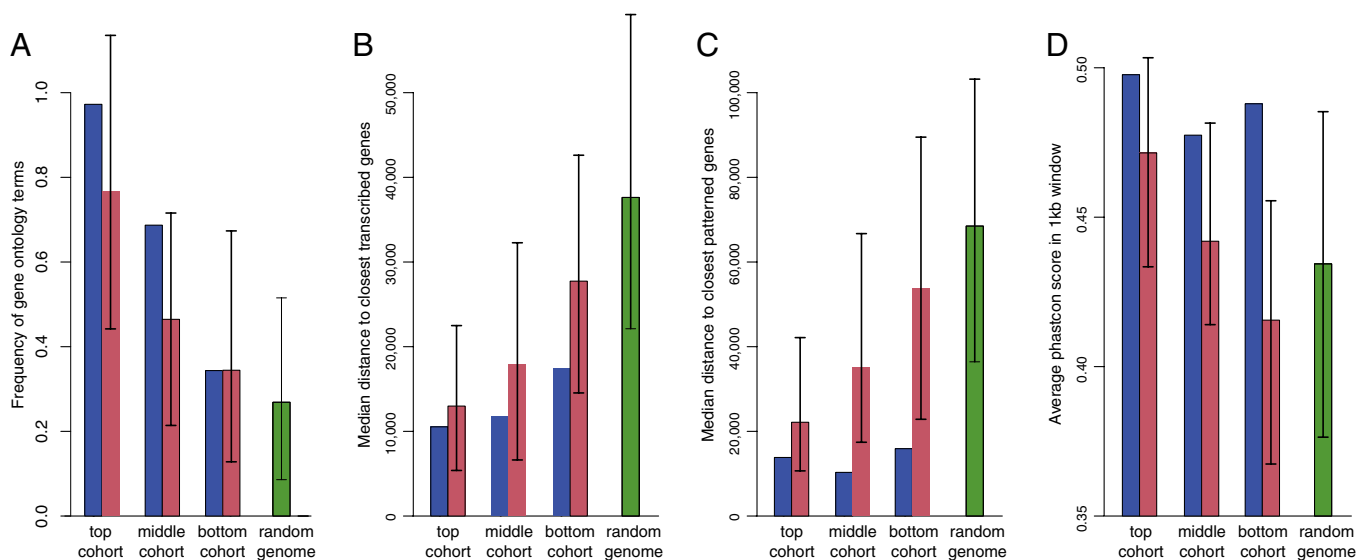 A
Frequency of gene ontology terms
1.0
0.8
0.6
0.4
0.2
0.0
top cohort
middle cohort
bottom cohort
random genome
B
Median distance to closest transcribed genes
50,000
40,000
30,000
20,000
10,000
0
top cohort
middle cohort
bottom cohort
random genome
C
Median distance to closest patterned genes
100,000
80,000
60,000
40,000
20,000
0
top cohort
middle cohort
bottom cohort
random genome
D
Average phastcon score in 1kb window
0.50
0.45
0.40
0.35
top cohort
middle cohort
bottom cohort
random genome